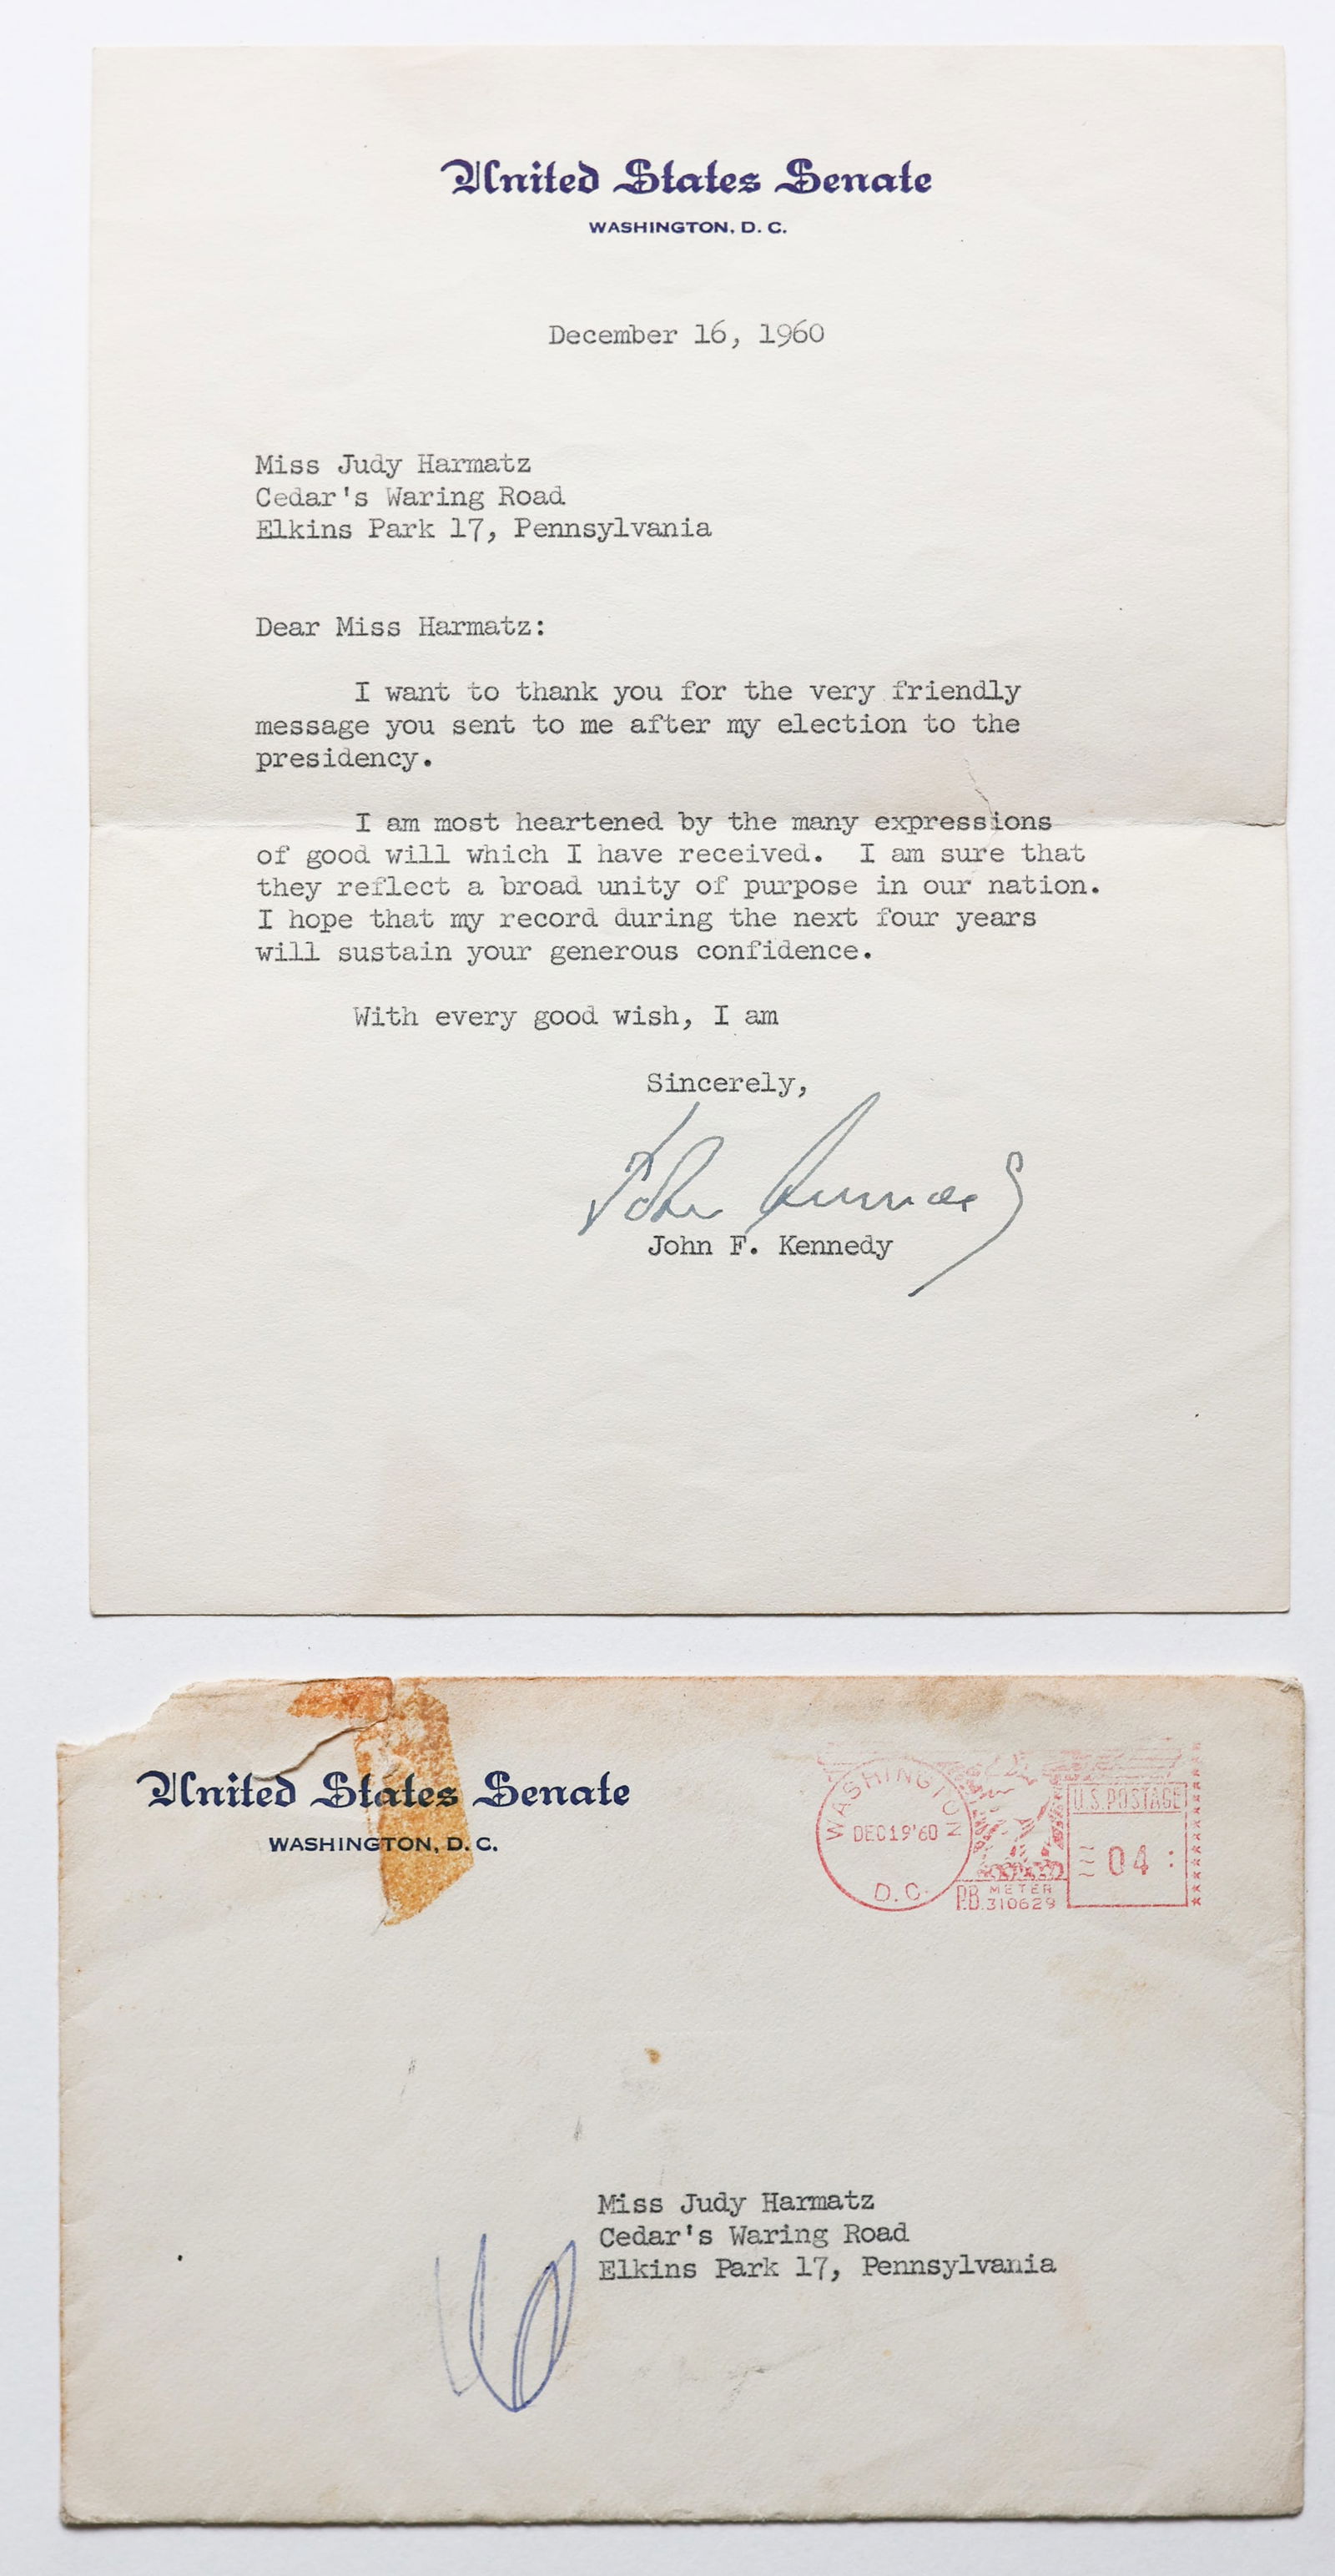 United States Senate
WASHINGTON, D. C.
December 16, 1960
Miss Judy Harmatz
Cedar's Waring Road
Elkins Park 17, Pennsylvania
Dear Miss Harmatz:
I want to thank you for the very friendly
message you sent to me after my election to the
presidency.
I am most heartened by the many expressions
of good will which I have received. I am sure that
they reflect a broad unity of purpose in our nation.
I hope that my record during the next four years
will sustain your generous confidence.
With every good wish, I am
Sincerely,
John Kennedy
John F. Kennedy
United States Senate
WASHINGTON, D. C.
WASHINGTON
DEC 19 '60
D. C.
P.B. METER
310629
U.S. POSTAGE
04
Miss Judy Harmatz
Cedar's Waring Road
Elkins Park 17, Pennsylvania